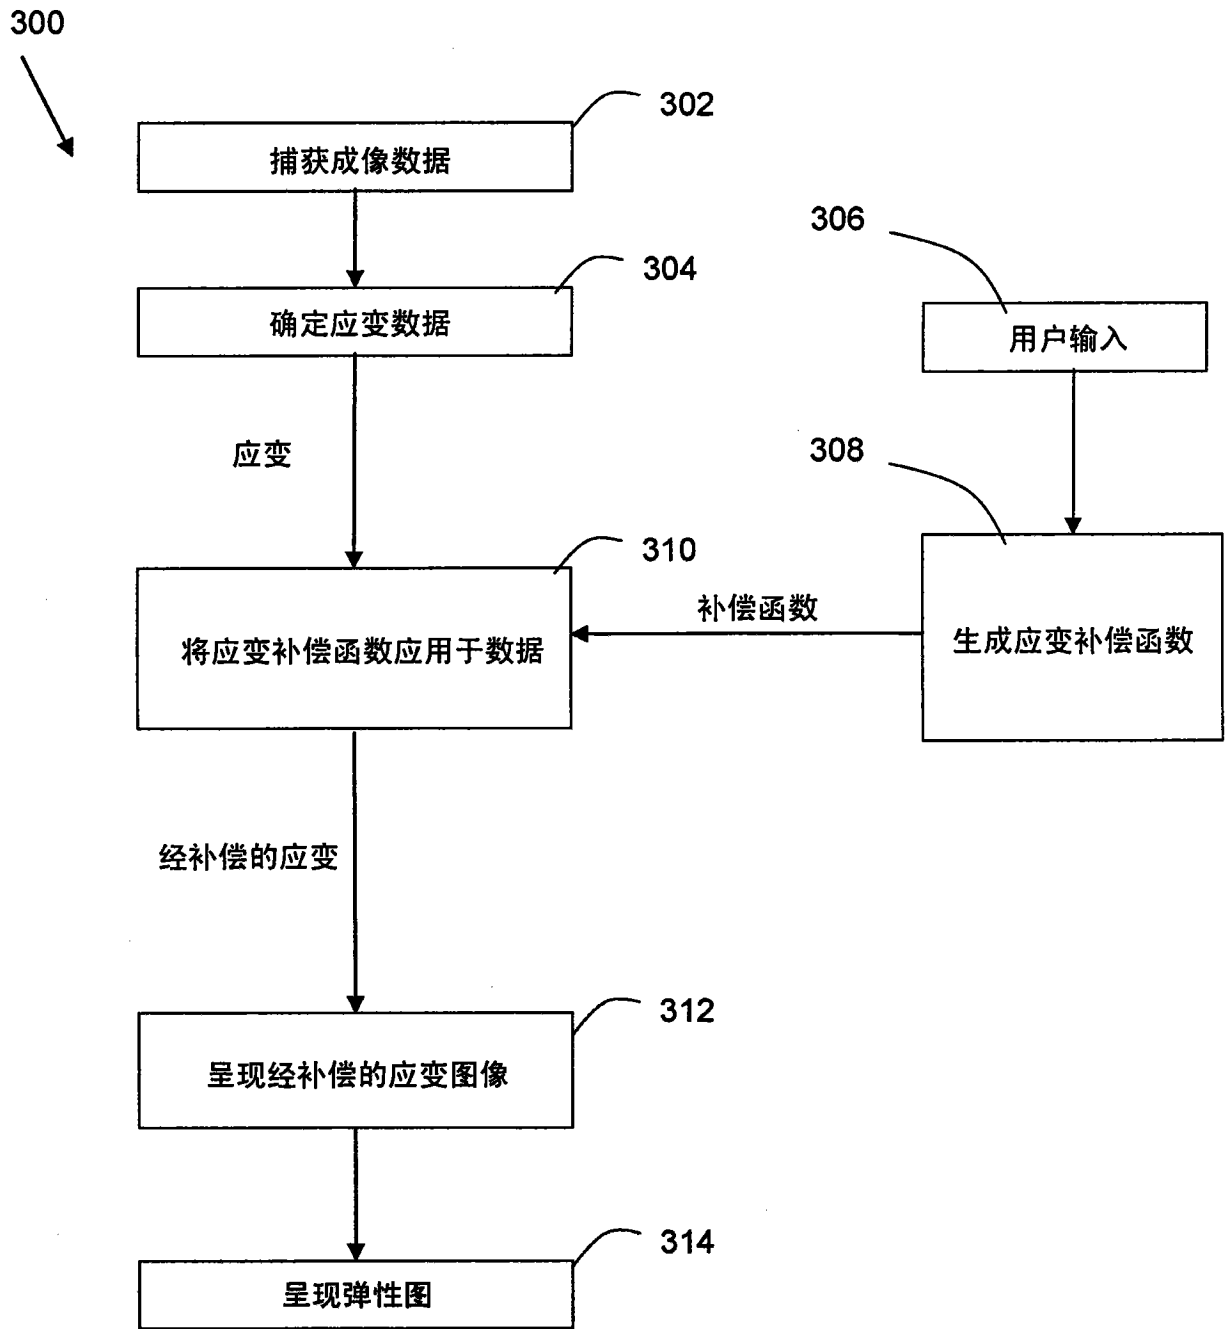 300
302
捕获成像数据
304
确定应变数据
306
用户输入
应变
308
生成应变补偿函数
310
补偿函数
将应变补偿函数应用于数据
经补偿的应变
312
呈现经补偿的应变图像
314
呈现弹性图